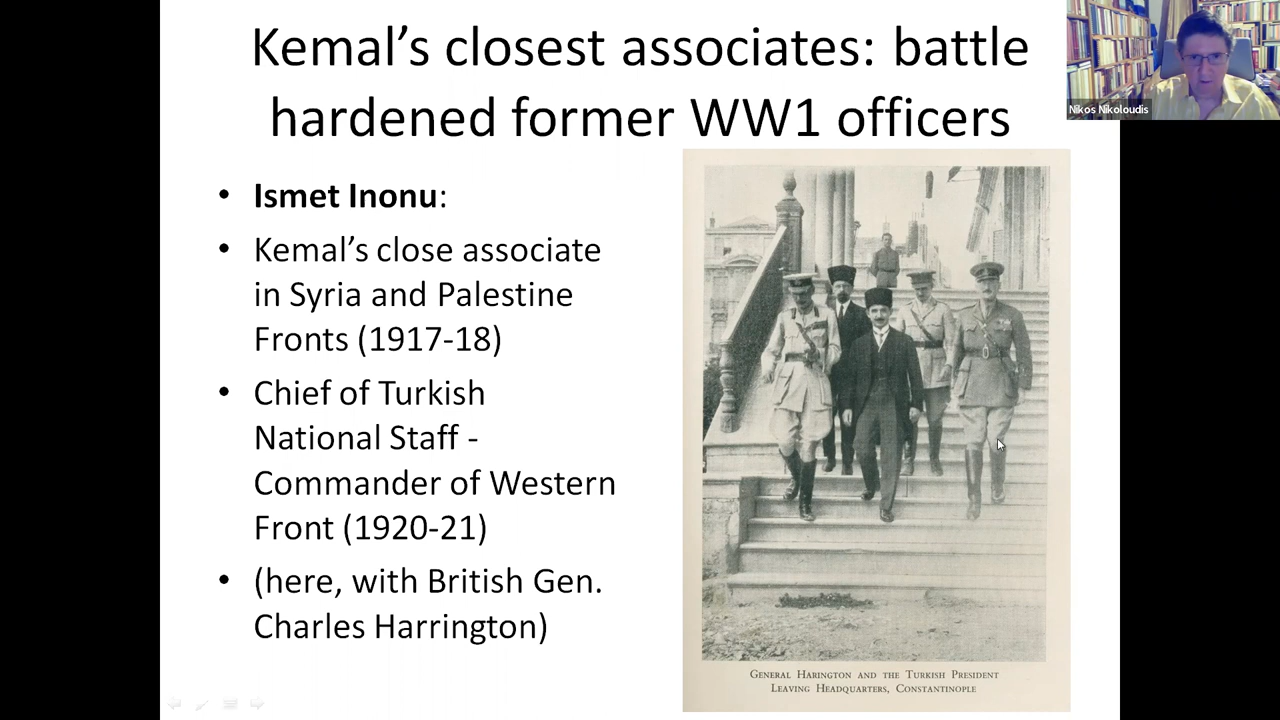 Kemal’s closest associates: battle
hardened former WW1 officers
Nikos Nikoloudis
• Ismet Inonu:
• Kemal’s close associate
in Syria and Palestine
Fronts (1917-18)
• Chief of Turkish
National Staff -
Commander of Western
Front (1920-21)
• (here, with British Gen.
Charles Harrington)
General Harington and the Turkish President
Leaving Headquarters, Constantinople